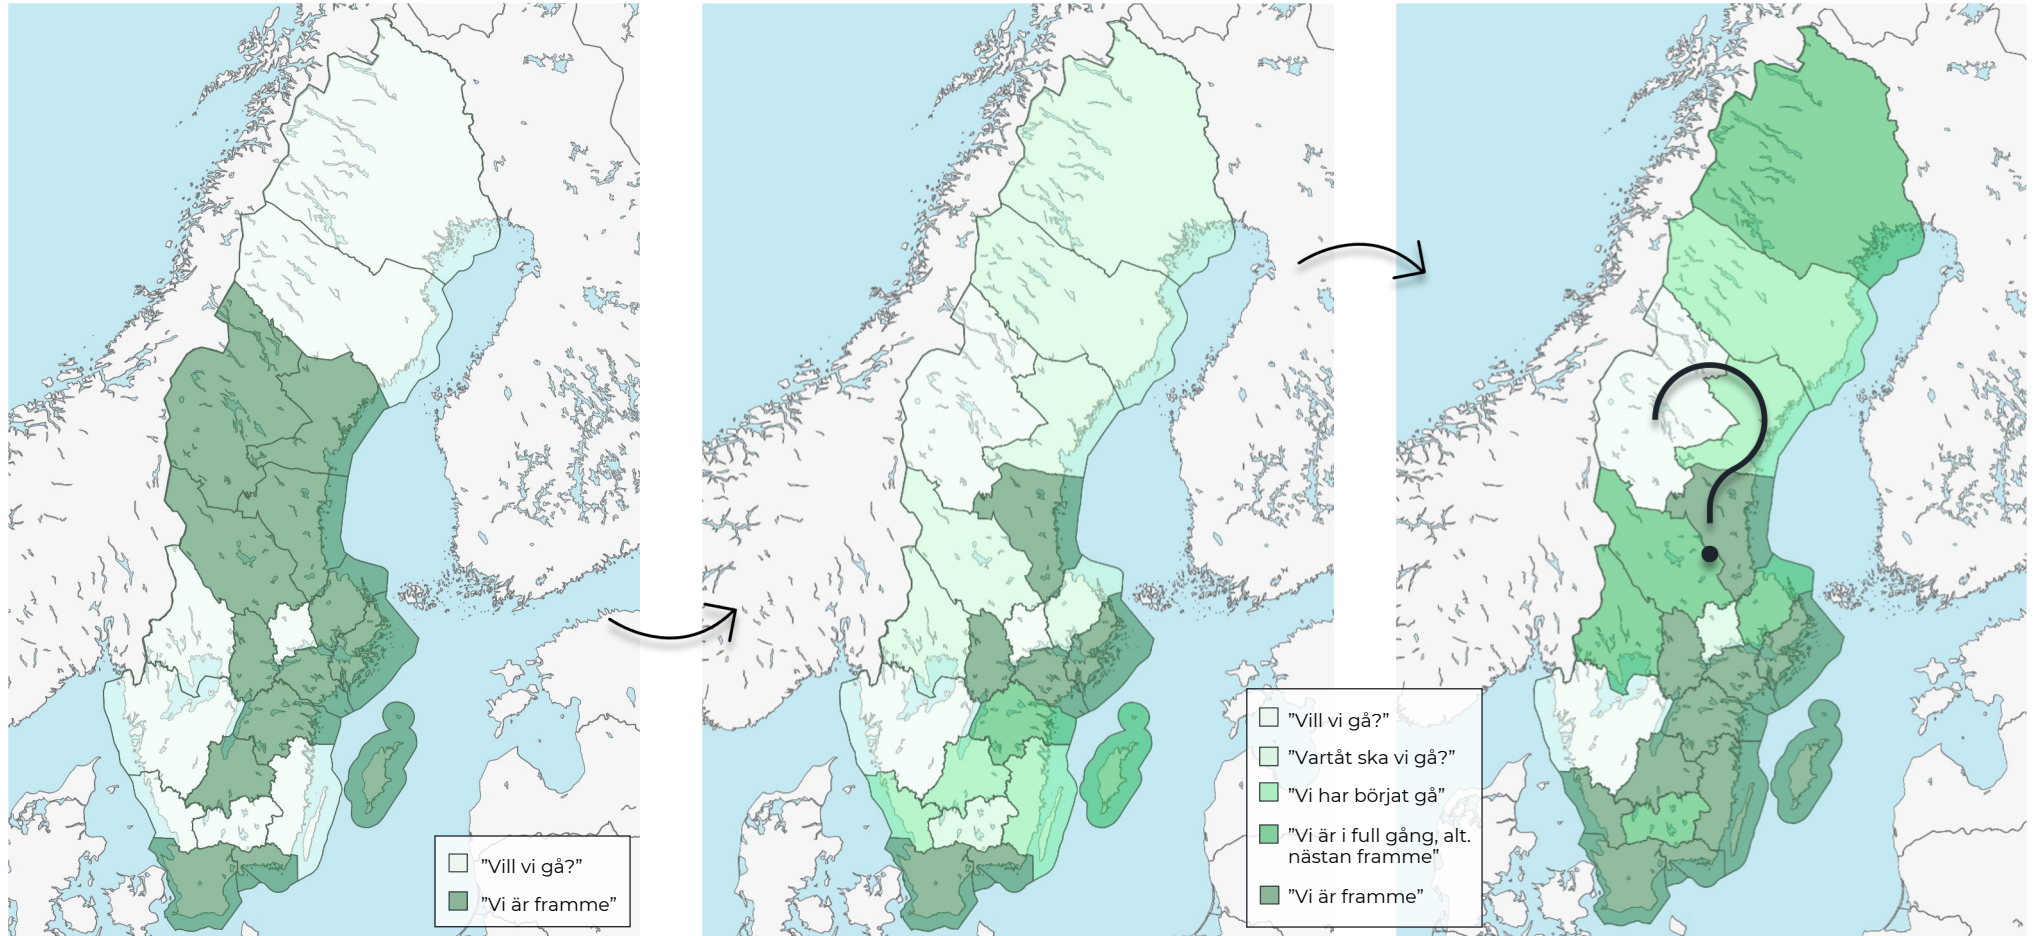 ”Vill vi gå?”
”Vi är framme”
”Vill vi gå?”
”Vartåt ska vi gå?”
”Vi har börjat gå”
”Vi är i full gång, alt.
nästan framme”
”Vi är framme”
?